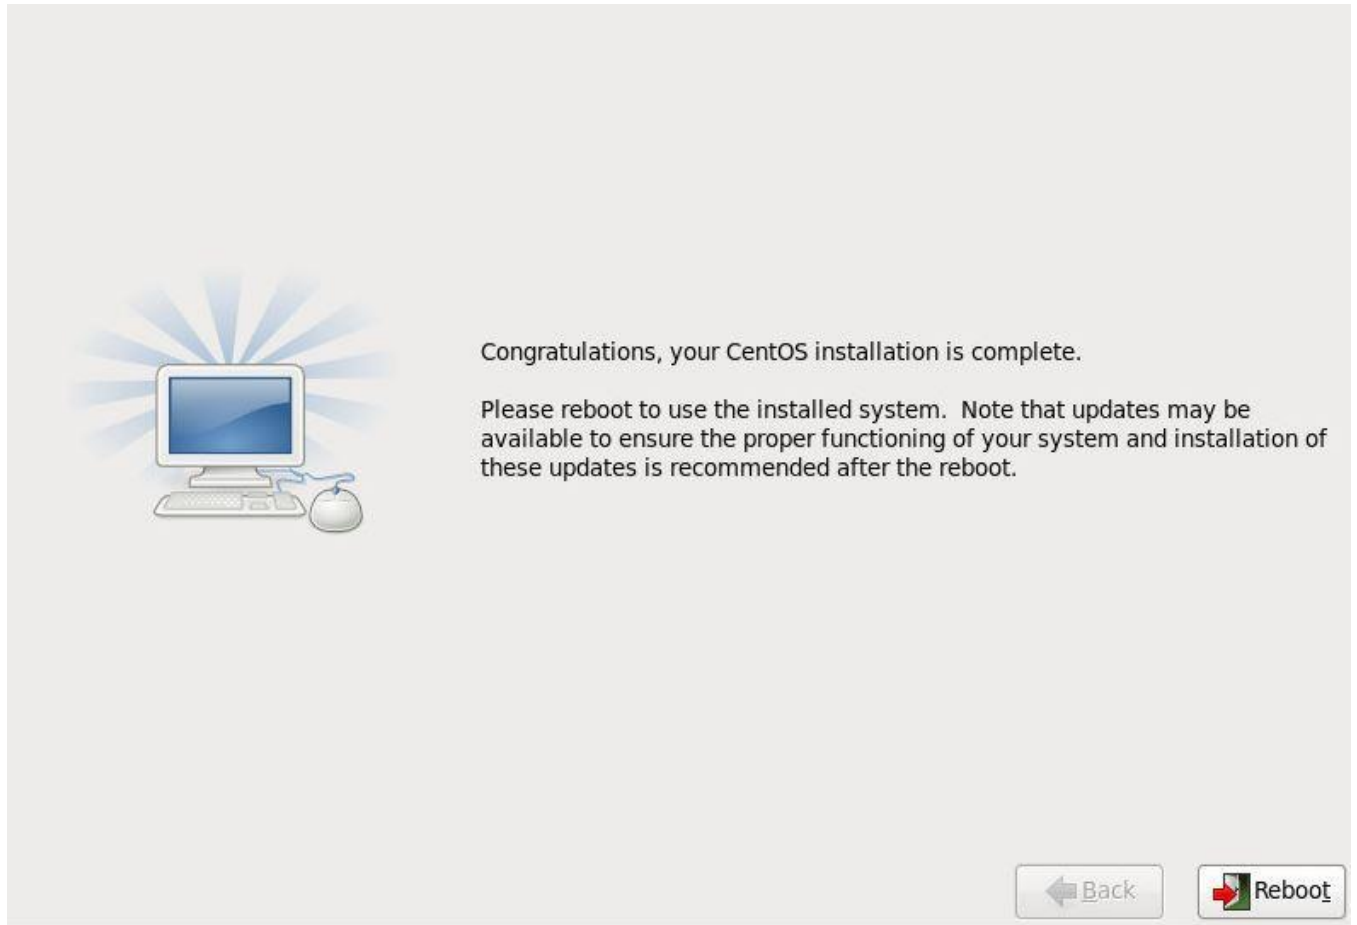 Congratulations, your CentOS installation is complete.
Please reboot to use the installed system.  Note that updates may be
available to ensure the proper functioning of your system and installation of
these updates is recommended after the reboot.
Back
Reboot